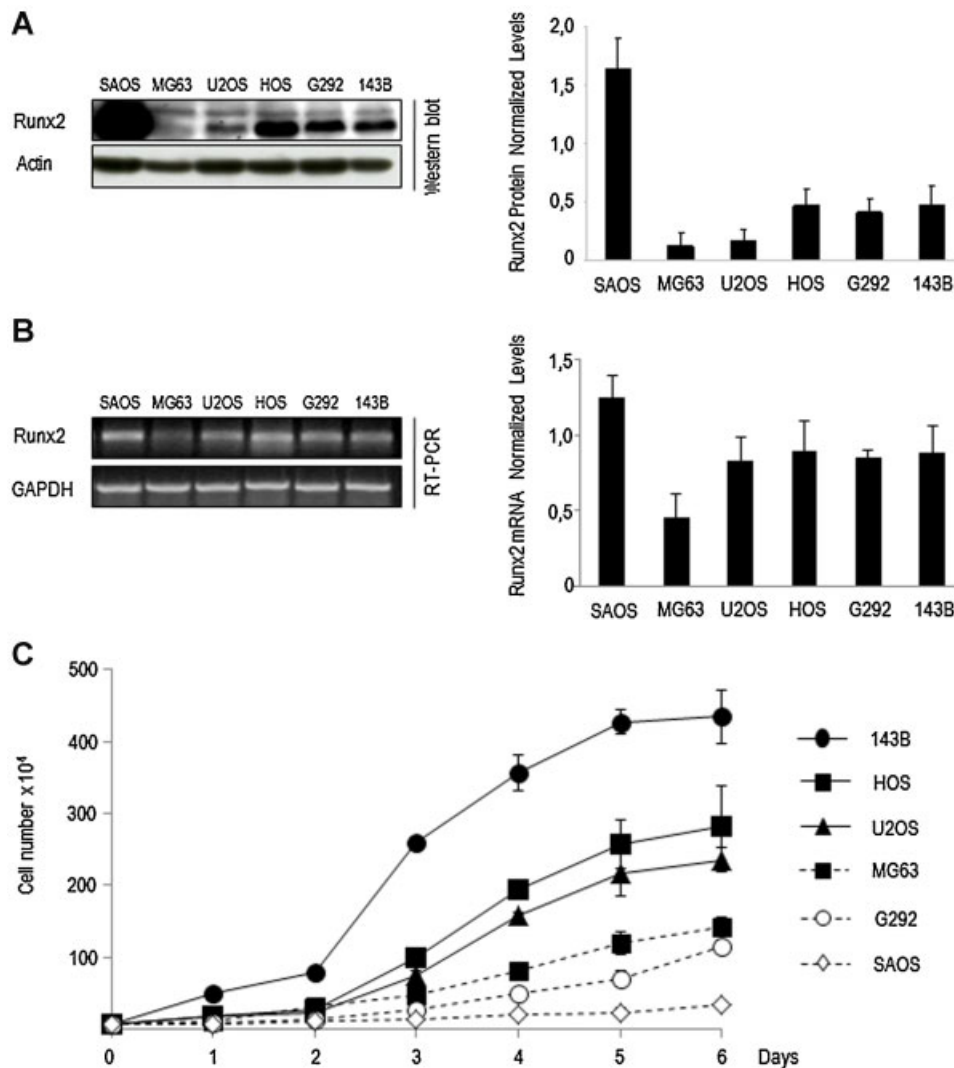 A
SAOS MG63 U2OS HOS G292 143B
Runx2
Actin
Western blot
Runx2 Protein Normalized Levels
2,0
1,5
1,0
0,5
0
SAOS MG63 U2OS HOS G292 143B
B
SAOS MG63 U2OS HOS G292 143B
Runx2
GAPDH
RT-PCR
Runx2 mRNA Normalized Levels
1,5
1,0
0,5
0
SAOS MG63 U2OS HOS G292 143B
C
Cell number x10⁴
500
400
300
200
100
0 1 2 3 4 5 6 Days
143B
HOS
U2OS
MG63
G292
SAOS